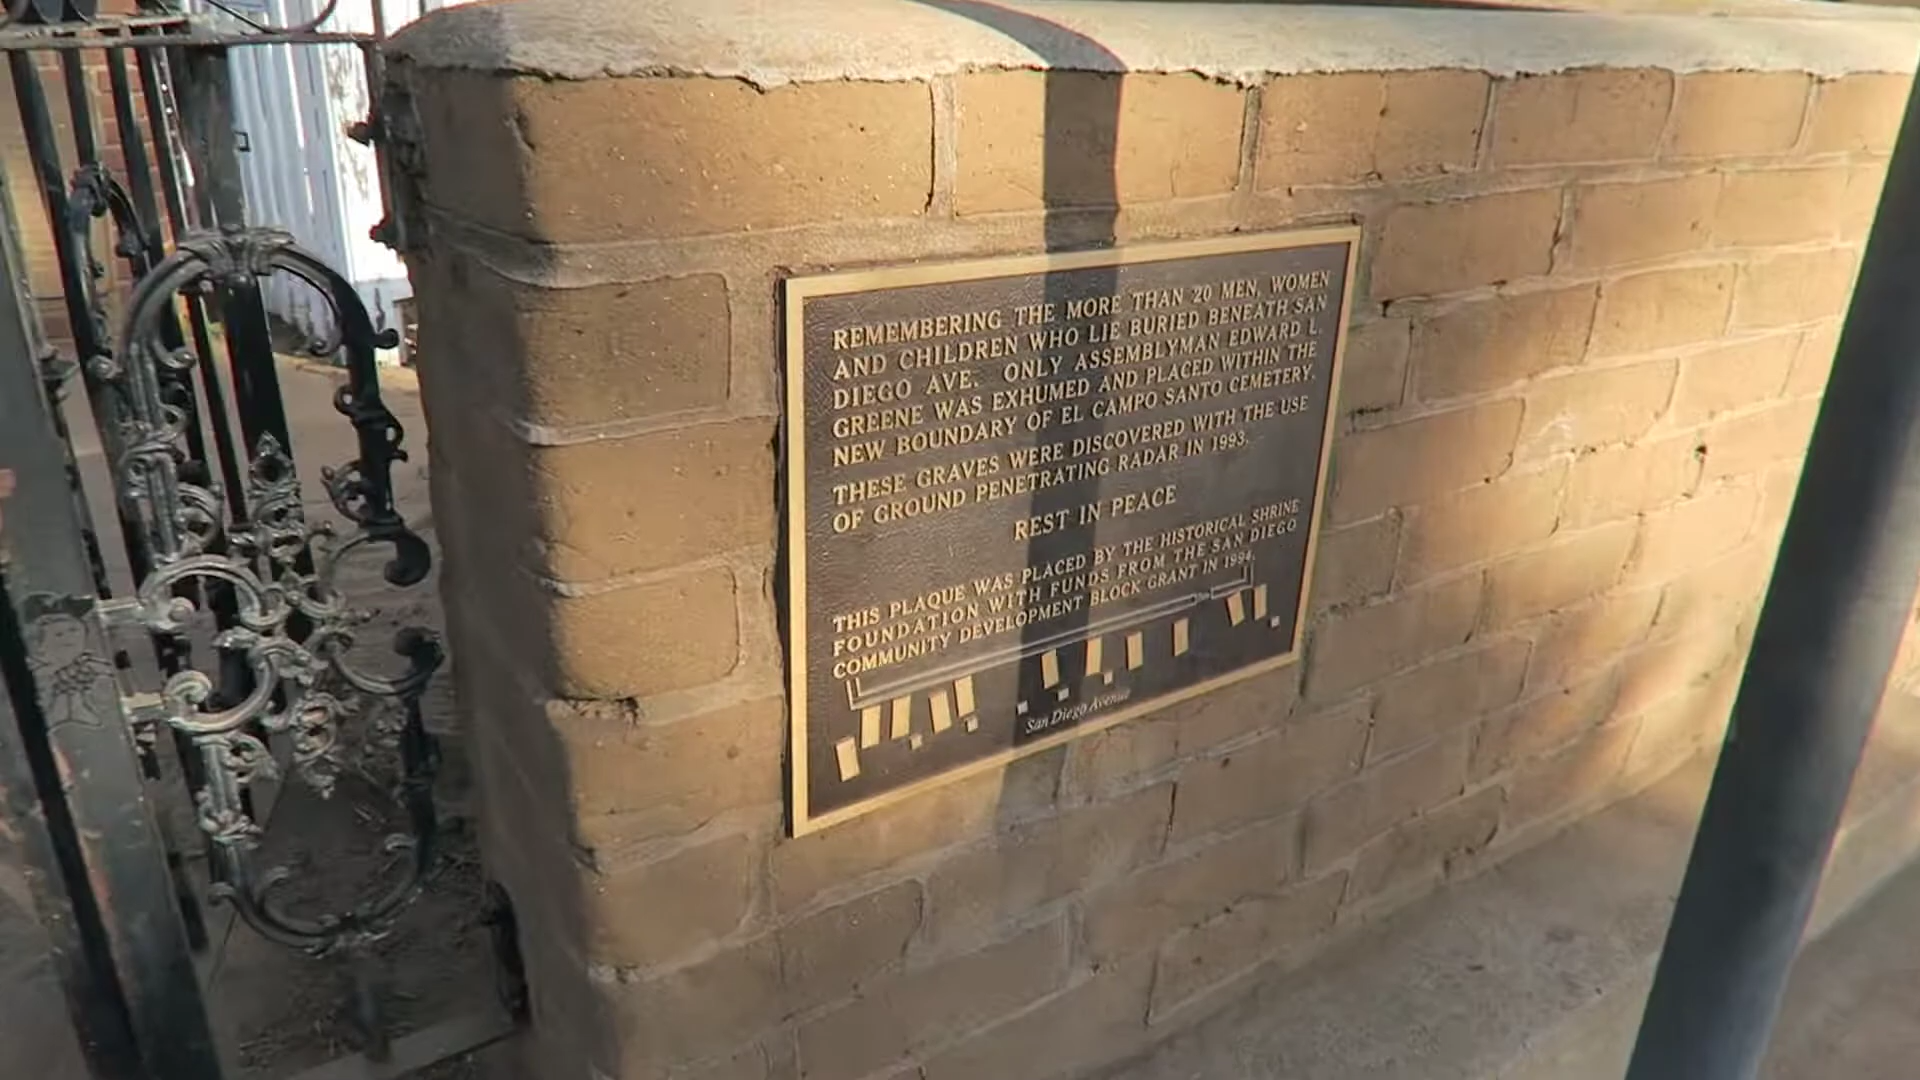 REMEMBERING THE MORE THAN 20 MEN, WOMEN
AND CHILDREN WHO LIE BURIED BENEATH SAN
DIEGO AVE. ONLY ASSEMBLYMAN EDWARD L.
GREENE WAS EXHUMED AND PLACED WITHIN THE
NEW BOUNDARY OF EL CAMPO SANTO CEMETERY.
THESE GRAVES WERE DISCOVERED WITH THE USE
OF GROUND PENETRATING RADAR IN 1993.
REST IN PEACE
THIS PLAQUE WAS PLACED BY THE HISTORICAL SHRINE
FOUNDATION WITH FUNDS FROM THE SAN DIEGO
COMMUNITY DEVELOPMENT BLOCK GRANT IN 1994.
San Diego Avenue